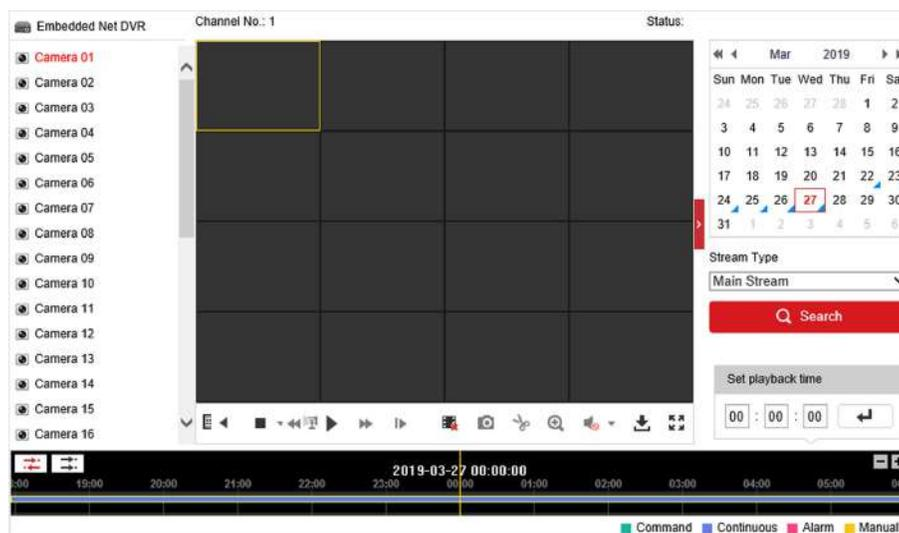 Embedded Net DVR
Channel No.: 1
Status:
Camera 01
Camera 02
Camera 03
Camera 04
Camera 05
Camera 06
Camera 07
Camera 08
Camera 09
Camera 10
Camera 11
Camera 12
Camera 13
Camera 14
Camera 15
Camera 16
Mar 2019
Sun Mon Tue Wed Thu Fri Sa
24 25 26 27 28 1 2
3 4 5 6 7 8 9
10 11 12 13 14 15 16
17 18 19 20 21 22 23
24 25 26 27 28 29 30
31 1 2 3 4 5 6
Stream Type
Main Stream
Search
Set playback time
00 : 00 : 00
2019-03-27 00:00:00
:00 19:00 20:00 21:00 22:00 23:00 00:00 01:00 02:00 03:00 04:00 05:00
Command Continuous Alarm Manual